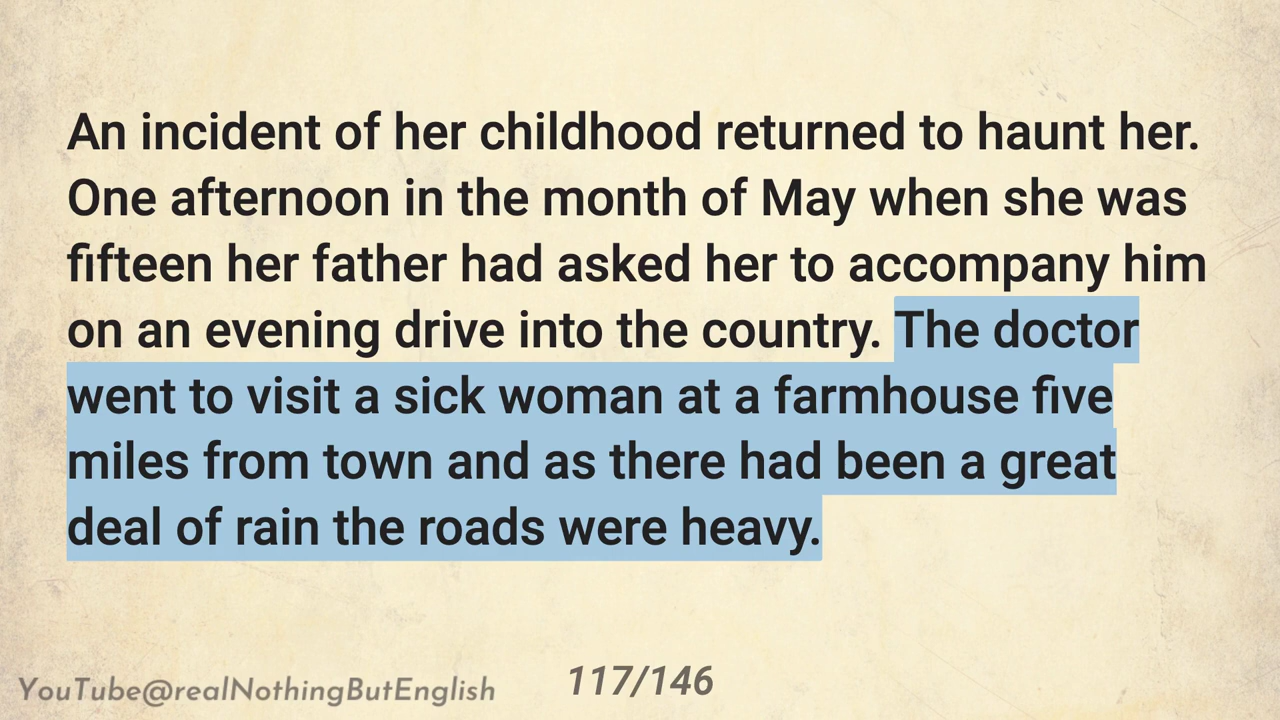 An incident of her childhood returned to haunt her.
One afternoon in the month of May when she was
fifteen her father had asked her to accompany him
on an evening drive into the country. The doctor
went to visit a sick woman at a farmhouse five
miles from town and as there had been a great
deal of rain the roads were heavy.
YouTube@realNothingButEnglish
117/146